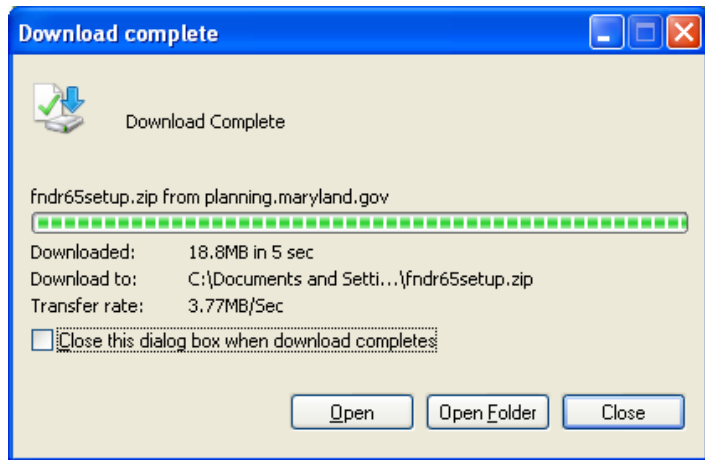 Download complete
Download Complete
fndr65setup.zip from planning.maryland.gov
Downloaded: 18.8MB in 5 sec
Download to: C:\Documents and Setti...\fndr65setup.zip
Transfer rate: 3.77MB/Sec
Close this dialog box when download completes
Open Open Folder Close